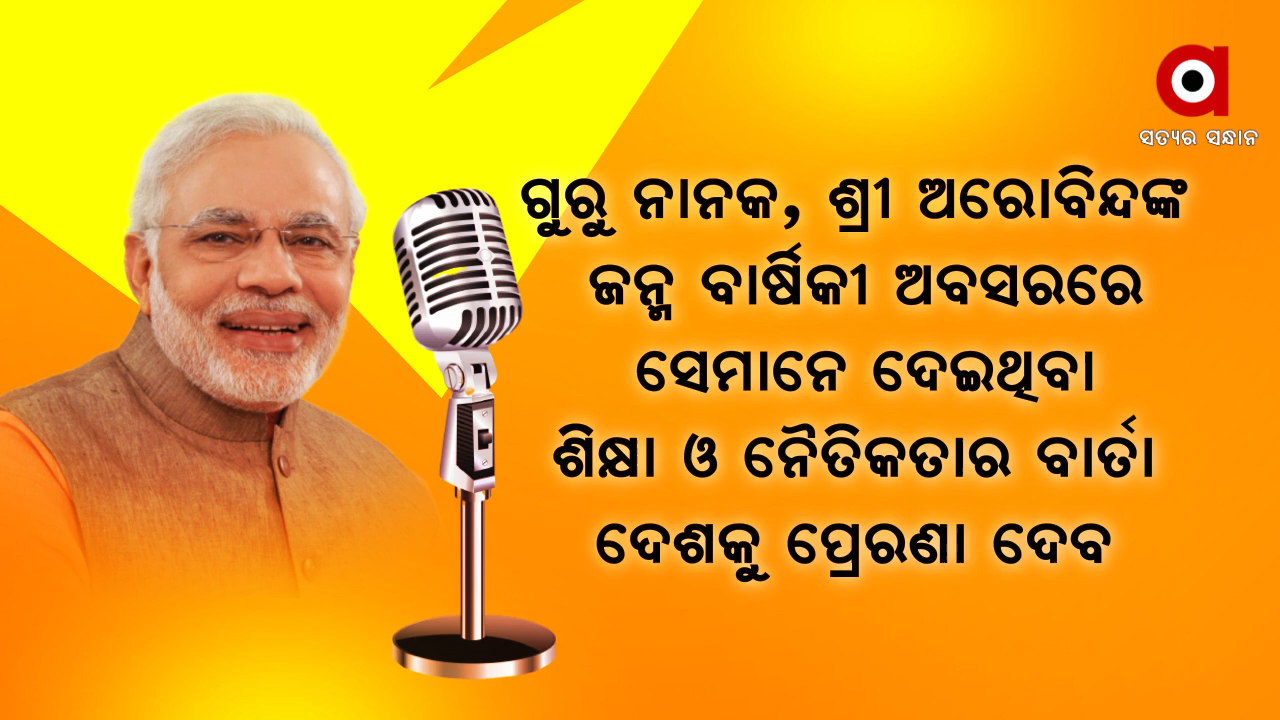 ସତ୍ୟର ସନ୍ଧାନ
ଗୁରୁ ନାନକ, ଶ୍ରୀ ଅରୋବିନ୍ଦଙ୍କ
ଜନ୍ମ ବାର୍ଷିକୀ ଅବସରରେ
ସେମାନେ ଦେଇଥିବା
ଶିକ୍ଷା ଓ ନୈତିକତାର ବାର୍ତା
ଦେଶକୁ ପ୍ରେରଣା ଦେବ